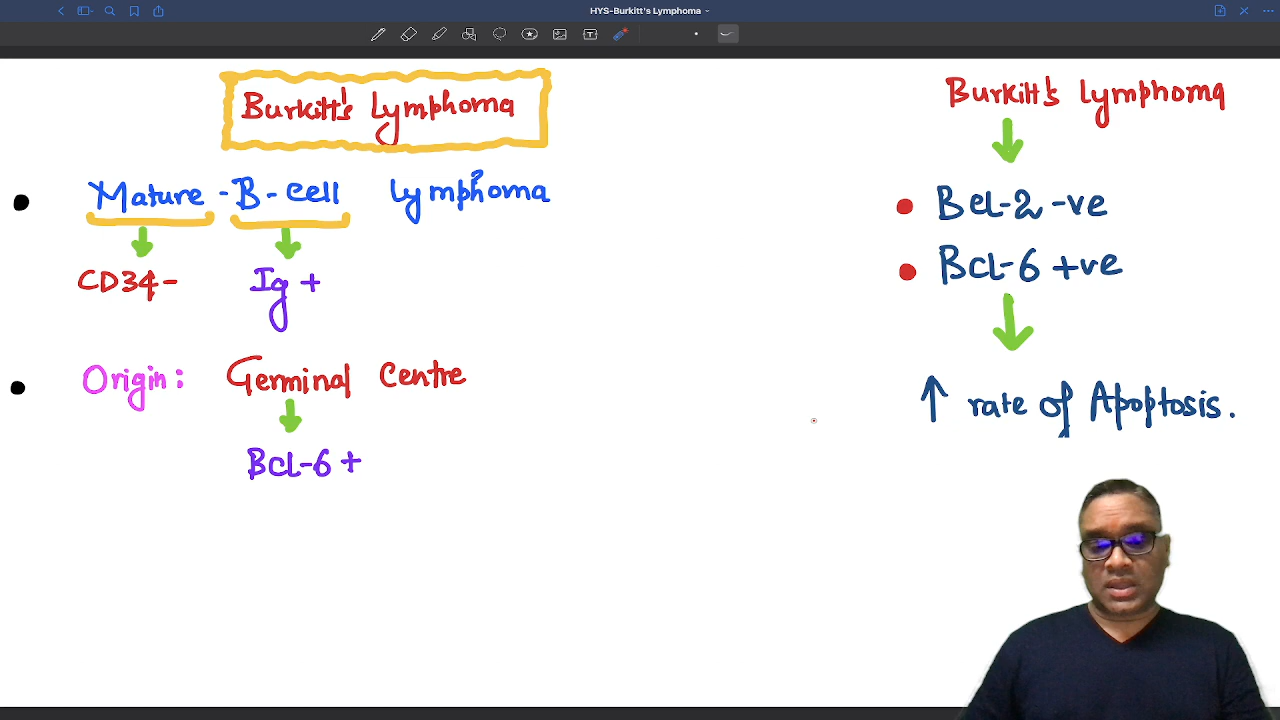 HYS-Burkitt's Lymphoma
Burkitt's Lymphoma
Mature - B - cell lymphoma
CD34 - Ig +
Origin: Germinal Centre
Bcl-6 +
Burkitt's lymphoma
Bcl-2 -ve
Bcl-6 +ve
↑ rate of Apoptosis.